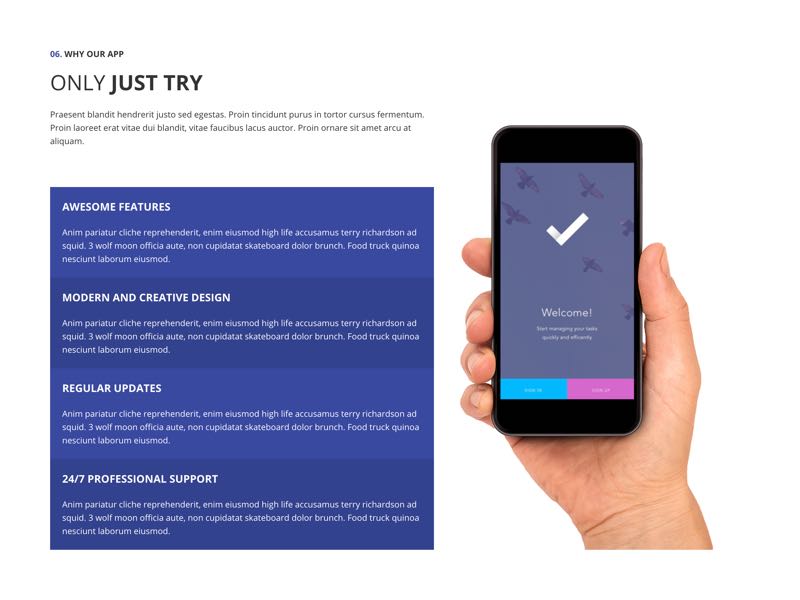 06. WHY OUR APP
ONLY JUST TRY
Praesent blandit hendrerit justo sed egestas. Proin tincidunt purus in tortor cursus fermentum.
Proin laoreet erat vitae dui blandit, vitae faucibus lacus auctor. Proin ornare sit amet arcu at
aliquam.
AWESOME FEATURES
Anim pariatur cliche reprehenderit, enim eiusmod high life accusamus terry richardson ad
squid. 3 wolf moon officia aute, non cupidatat skateboard dolor brunch. Food truck quinoa
nesciunt laborum eiusmod.
MODERN AND CREATIVE DESIGN
Anim pariatur cliche reprehenderit, enim eiusmod high life accusamus terry richardson ad
squid. 3 wolf moon officia aute, non cupidatat skateboard dolor brunch. Food truck quinoa
nesciunt laborum eiusmod.
REGULAR UPDATES
Anim pariatur cliche reprehenderit, enim eiusmod high life accusamus terry richardson ad
squid. 3 wolf moon officia aute, non cupidatat skateboard dolor brunch. Food truck quinoa
nesciunt laborum eiusmod.
24/7 PROFESSIONAL SUPPORT
Anim pariatur cliche reprehenderit, enim eiusmod high life accusamus terry richardson ad
squid. 3 wolf moon officia aute, non cupidatat skateboard dolor brunch. Food truck quinoa
nesciunt laborum eiusmod.
Welcome!
Start managing your tasks
quickly and efficently
SIGN IN
SIGN UP